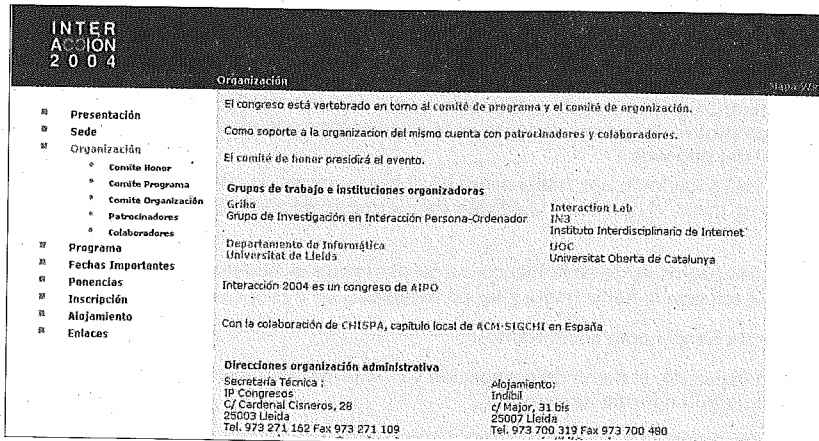 INTER
ACCIÓN
2004
Organización
Mapa We
Presentación
Sede
Organización
Comite Honor
Comite Programa
Comite Organización
Patrocinadores
Colaboradores
Programa
Fechas Importantes
Ponencias
Inscripción
Alojamiento
Enlaces
El congreso está vertebrado en torno al comité de programa y el comité de organización.
Como soporte a la organizacion del mismo cuenta con patrocinadores y colaboradores.
El comité de honor presidirá el evento.
Grupos de trabajo e instituciones organizadoras
Griho
Grupo de Investigación en Interacción Persona-Ordenador
Departamento de Informática
Universitat de Lleida
Interaction Lab
IN3
Instituto Interdisciplinario de Internet
UOC
Universitat Oberta de Catalunya
Interacción 2004 es un congreso de AIPO
Con la colaboración de CHISPA, capítulo local de ACM-SIGCHI en España
Direcciones organización administrativa
Secretaría Técnica :
IP Congresos
C/ Cardenal Cisneros, 28
25003 Lleida
Tel. 973 271 162 Fax 973 271 109
Alojamiento:
Indíbil
c/ Major, 31 bis
25007 Lleida
Tel. 973 700 319 Fax 973 700 480